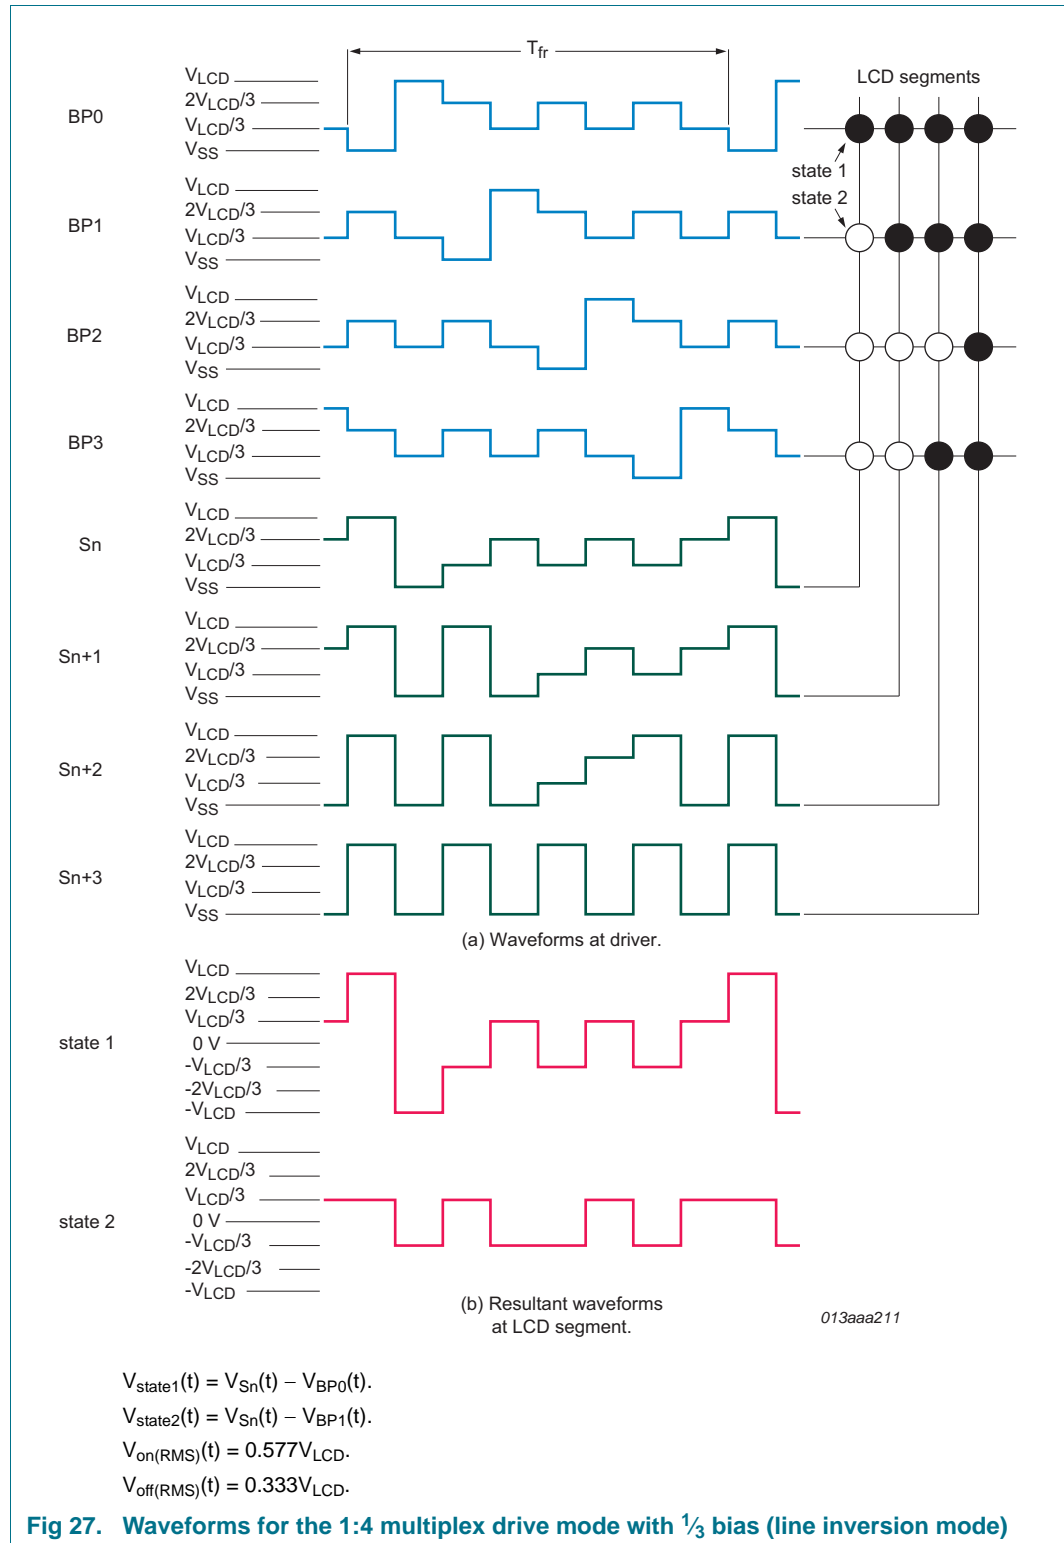 Tfr
VLCD
LCD segments
2VLCD/3
BP0
VLCD/3
VSS
state 1
VLCD
state 2
2VLCD/3
BP1
VLCD/3
VSS
VLCD
2VLCD/3
BP2
VLCD/3
VSS
VLCD
2VLCD/3
BP3
VLCD/3
VSS
VLCD
2VLCD/3
Sn
VLCD/3
VSS
VLCD
2VLCD/3
Sn+1
VLCD/3
VSS
VLCD
2VLCD/3
Sn+2
VLCD/3
VSS
VLCD
2VLCD/3
Sn+3
VLCD/3
VSS
(a) Waveforms at driver.
VLCD
2VLCD/3
VLCD/3
state 1
0 V
-VLCD/3
-2VLCD/3
-VLCD
VLCD
2VLCD/3
VLCD/3
state 2
0 V
-VLCD/3
-2VLCD/3
-VLCD
(b) Resultant waveforms
at LCD segment.
013aaa211
Vstate1(t) = VSn(t) − VBP0(t).
Vstate2(t) = VSn(t) − VBP1(t).
Von(RMS)(t) = 0.577VLCD.
Voff(RMS)(t) = 0.333VLCD.
Fig 27. Waveforms for the 1:4 multiplex drive mode with 1⁄3 bias (line inversion mode)